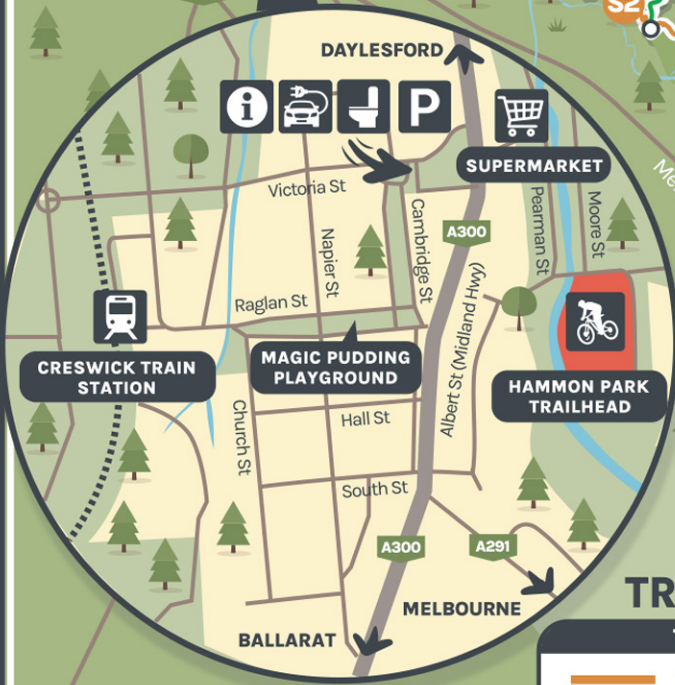 S2
DAYLESFORD
i
P
SUPERMARKET
Me
Victoria St
Cambridge St
Napier St
A300
Pearman St
Moore St
Raglan St
Albert St (Midland Hwy)
CRESWICK TRAIN
STATION
MAGIC PUDDING
PLAYGROUND
HAMMON PARK
TRAILHEAD
Church St
Hall St
South St
A300
A291
MELBOURNE
BALLARAT
TR